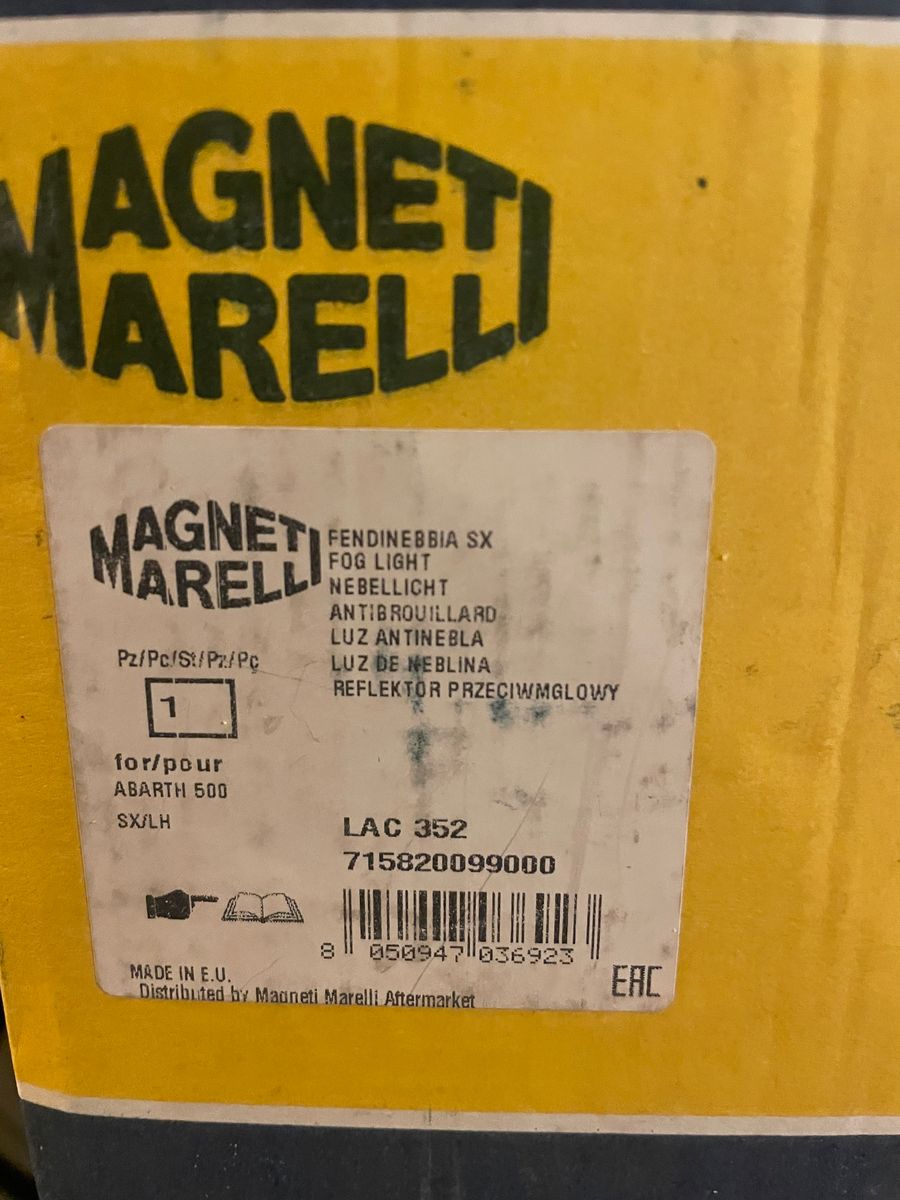 MAGNETI
MARELLI
MAGNETI
MARELLI
FENDINEBBIA SX
FOG LIGHT
NEBELLICHT
ANTIBROUILLARD
LUZ ANTINEBLA
LUZ DE NEBLINA
REFLEKTOR PRZECIWMGLOWY
Pz/Pc/St/Pz/Pç
1
for/pour
ABARTH 500
SX/LH
LAC 352
715820099000
8 050947 036923
MADE IN E.U.
Distributed by Magneti Marelli Aftermarket
EAC